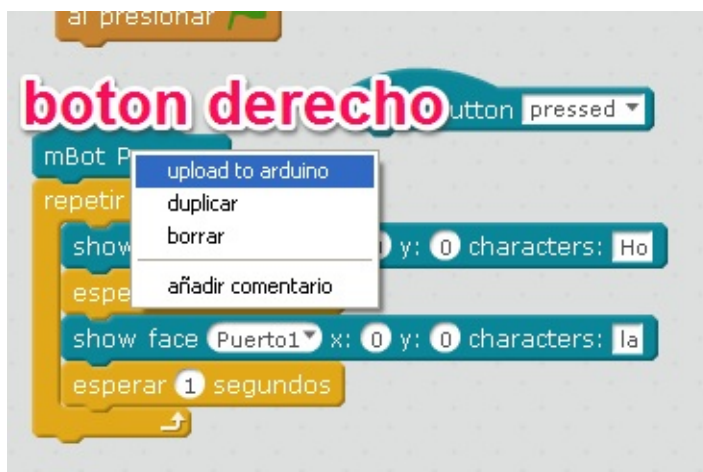 al presionar
boton derecho
utton pressed
mBot P
upload to arduino
repetir
duplicar
show
borrar
y: 0 characters: Ho
espe
añadir comentario
show face Puerto1 x: 0 y: 0 characters: la
esperar 1 segundos